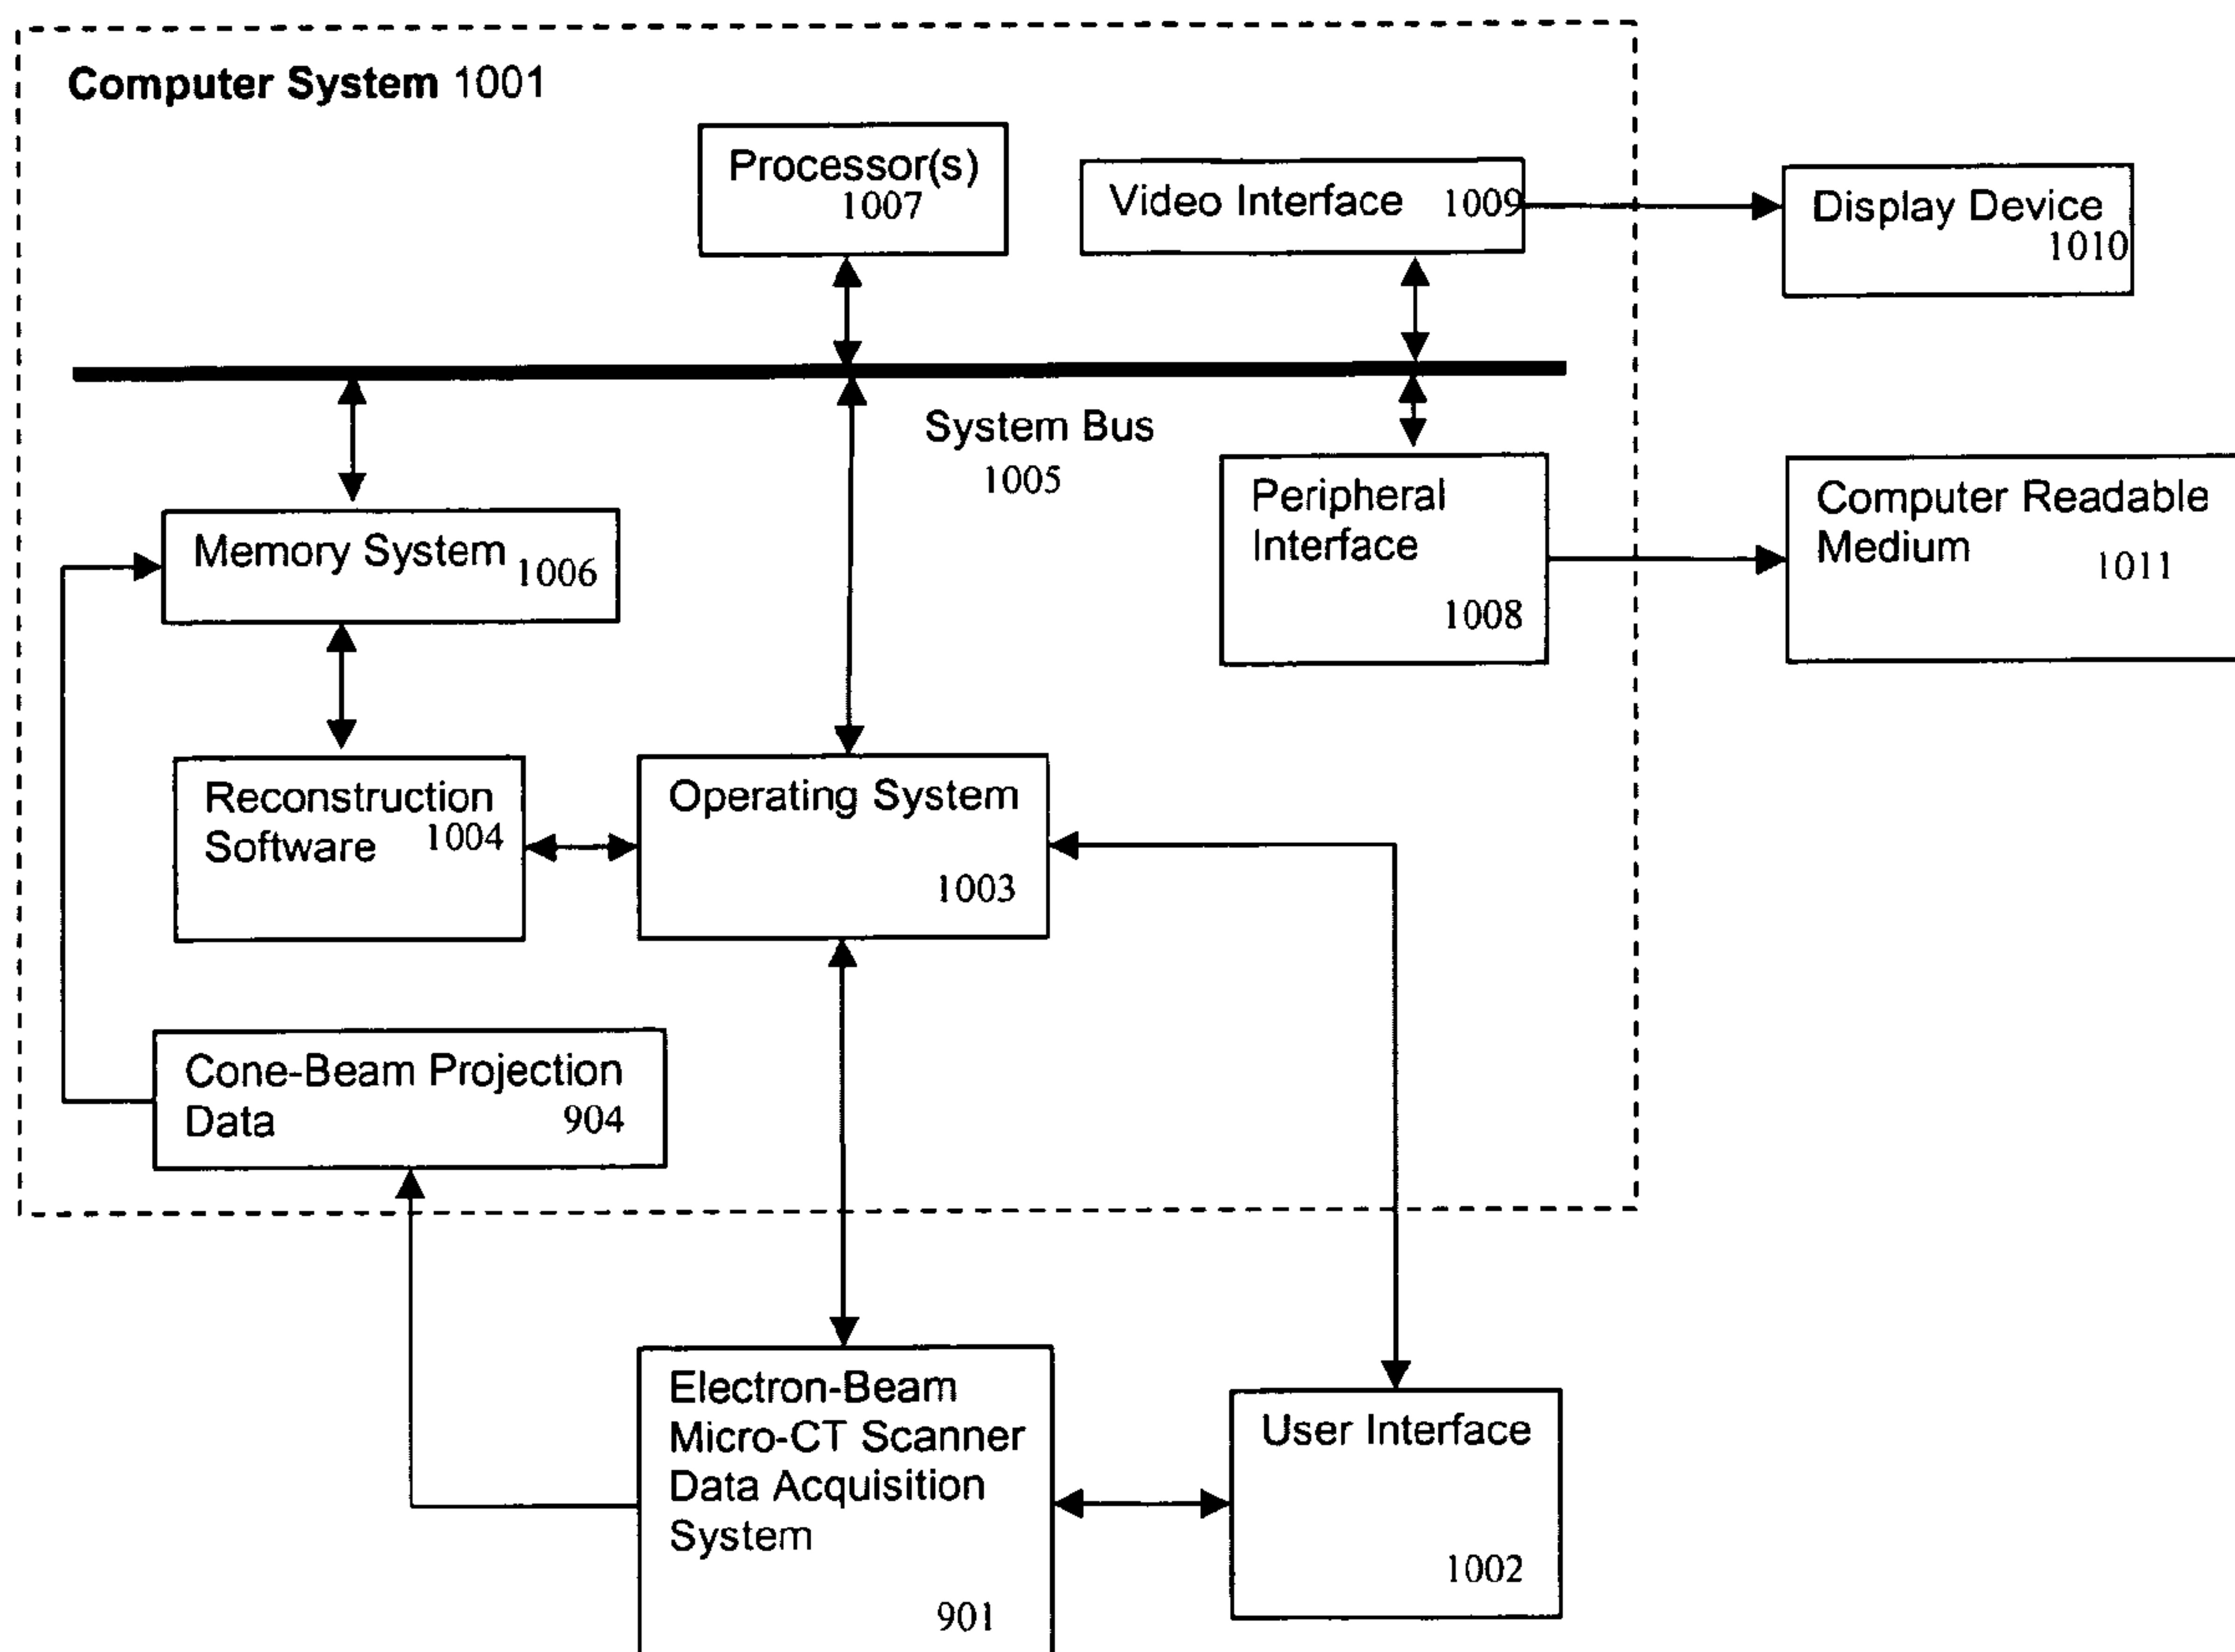 Computer System 1001
Processor(s)
1007
Video Interface 1009
Display Device
1010
System Bus
1005
Memory System 1006
Peripheral
Interface
1008
Computer Readable
Medium 1011
Reconstruction
Software 1004
Operating System
1003
Cone-Beam Projection
Data 904
Electron-Beam
Micro-CT Scanner
Data Acquisition
System
901
User Interface
1002